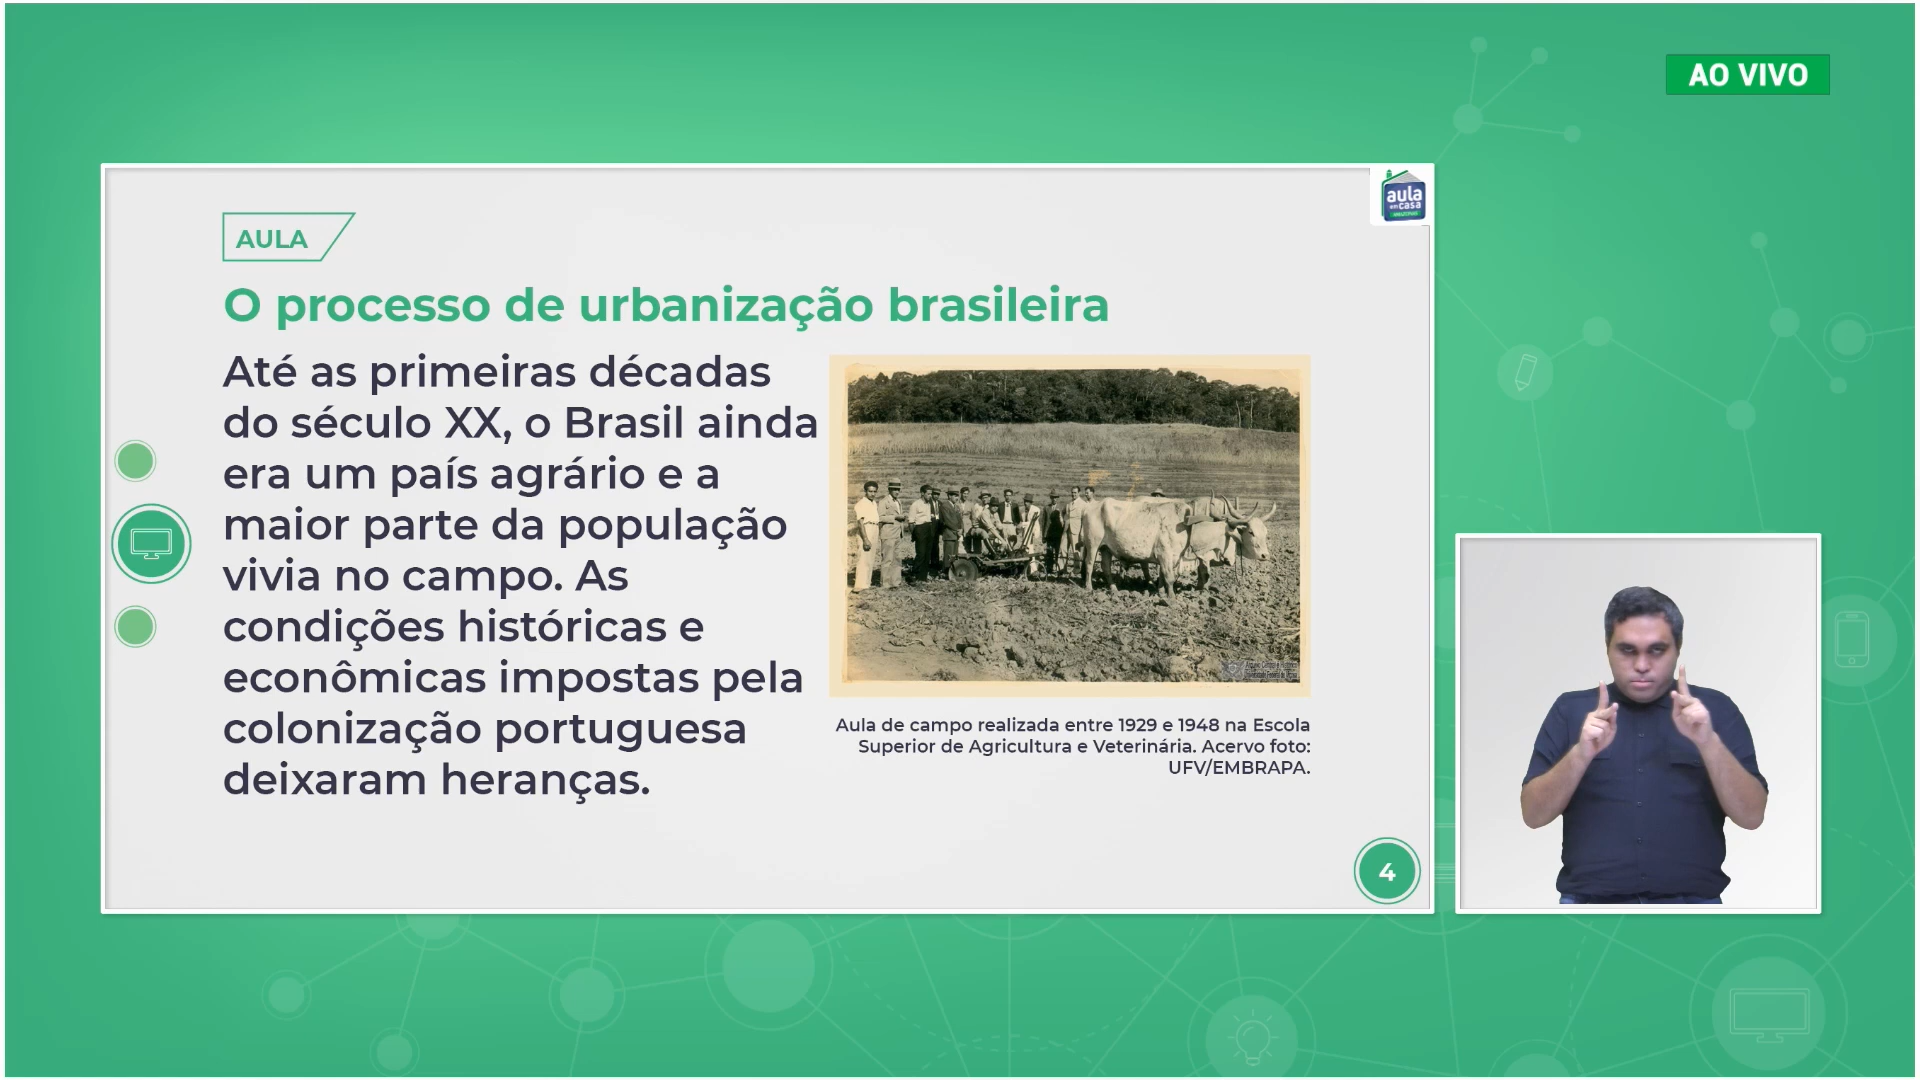 AO VIVO
aula
em casa
AULA
O processo de urbanização brasileira
Até as primeiras décadas
do século XX, o Brasil ainda
era um país agrário e a
maior parte da população
vivia no campo. As
condições históricas e
econômicas impostas pela
colonização portuguesa
deixaram heranças.
Aula de campo realizada entre 1929 e 1948 na Escola
Superior de Agricultura e Veterinária. Acervo foto:
UFV/EMBRAPA.
4